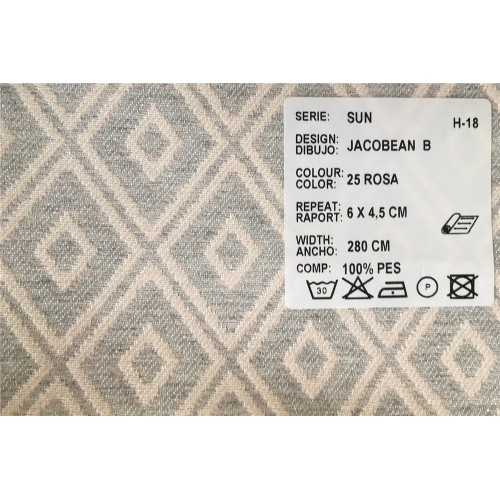 SERIE: SUN H-18
DESIGN:
DIBUJO: JACOBEAN B
COLOUR:
COLOR: 25 ROSA
REPEAT:
RAPORT: 6 X 4,5 CM
WIDTH:
ANCHO: 280 CM
COMP: 100% PES
30 P